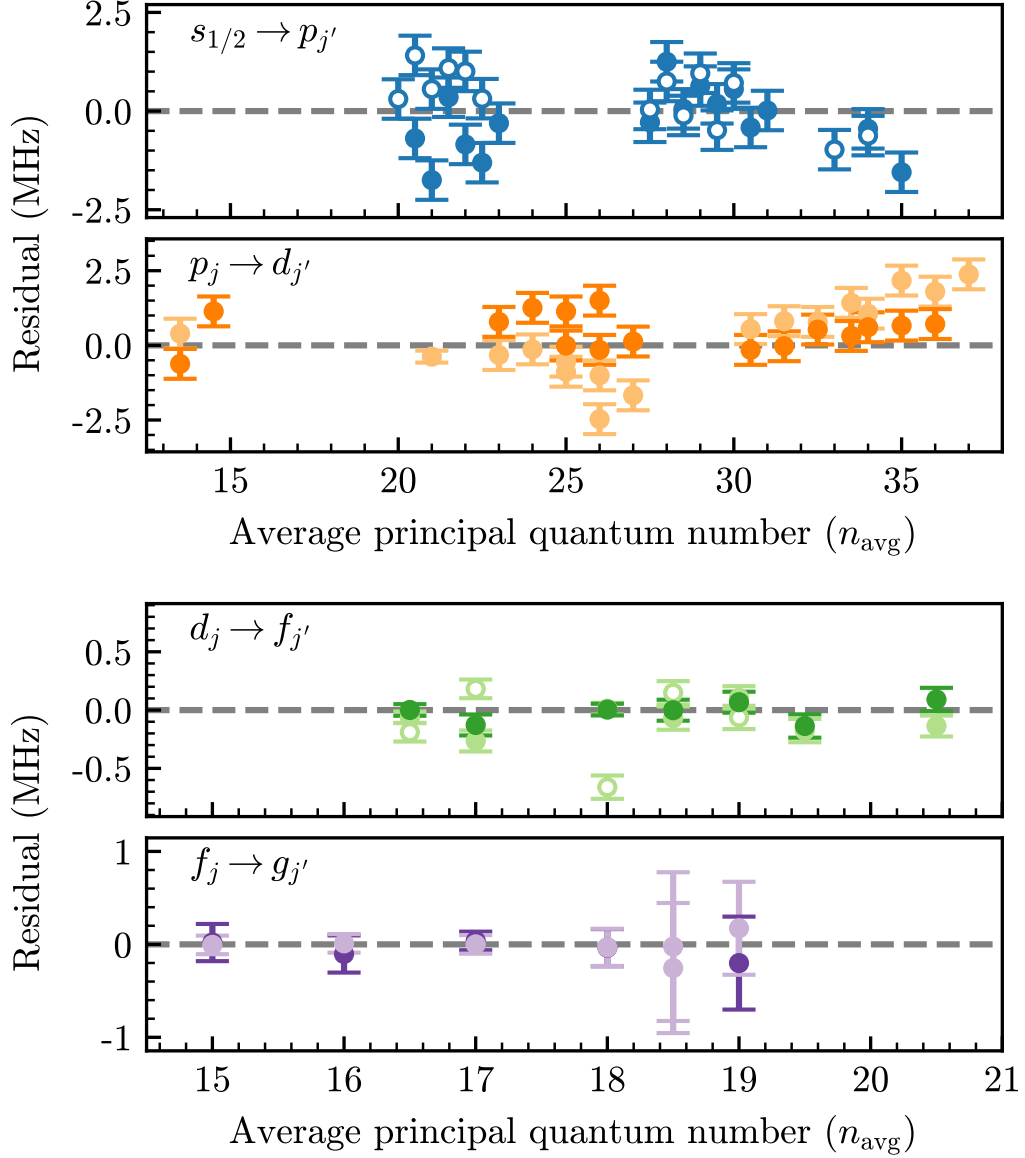 s₁/₂ → pⱼ′
2.5
0.0
-2.5
Residual (MHz)
pⱼ → dⱼ′
2.5
0.0
-2.5
15 20 25 30 35
Average principal quantum number (n_avg)
dⱼ → fⱼ′
0.5
0.0
-0.5
Residual (MHz)
fⱼ → gⱼ′
1
0
-1
15 16 17 18 19 20 21
Average principal quantum number (n_avg)